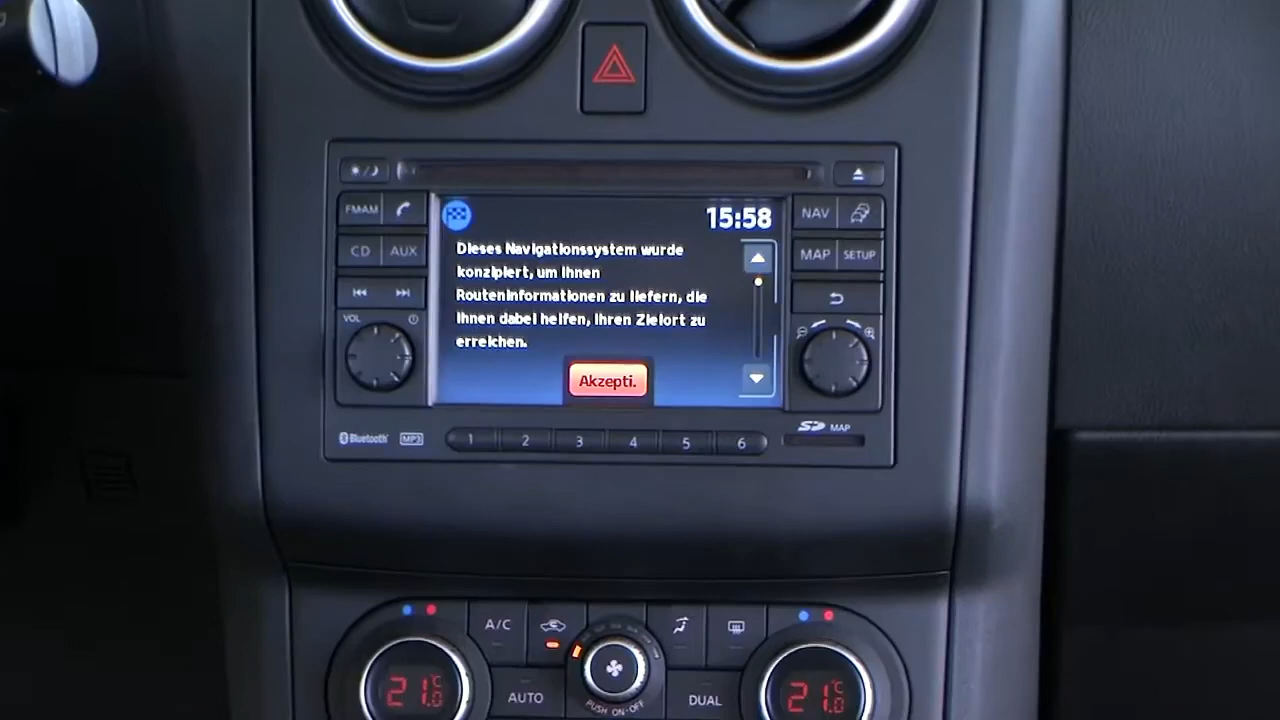 FM·AM
CD AUX
VOL
15:58
Dieses Navigationssystem wurde
konzipiert, um Ihnen
Routeninformationen zu liefern, die
Ihnen dabei helfen, Ihren Zielort zu
erreichen.
Akzepti.
NAV
MAP SETUP
Bluetooth MP3
1 2 3 4 5 6
SD MAP
A/C
21.0 °C
AUTO
PUSH ON·OFF
DUAL
21.0 °C